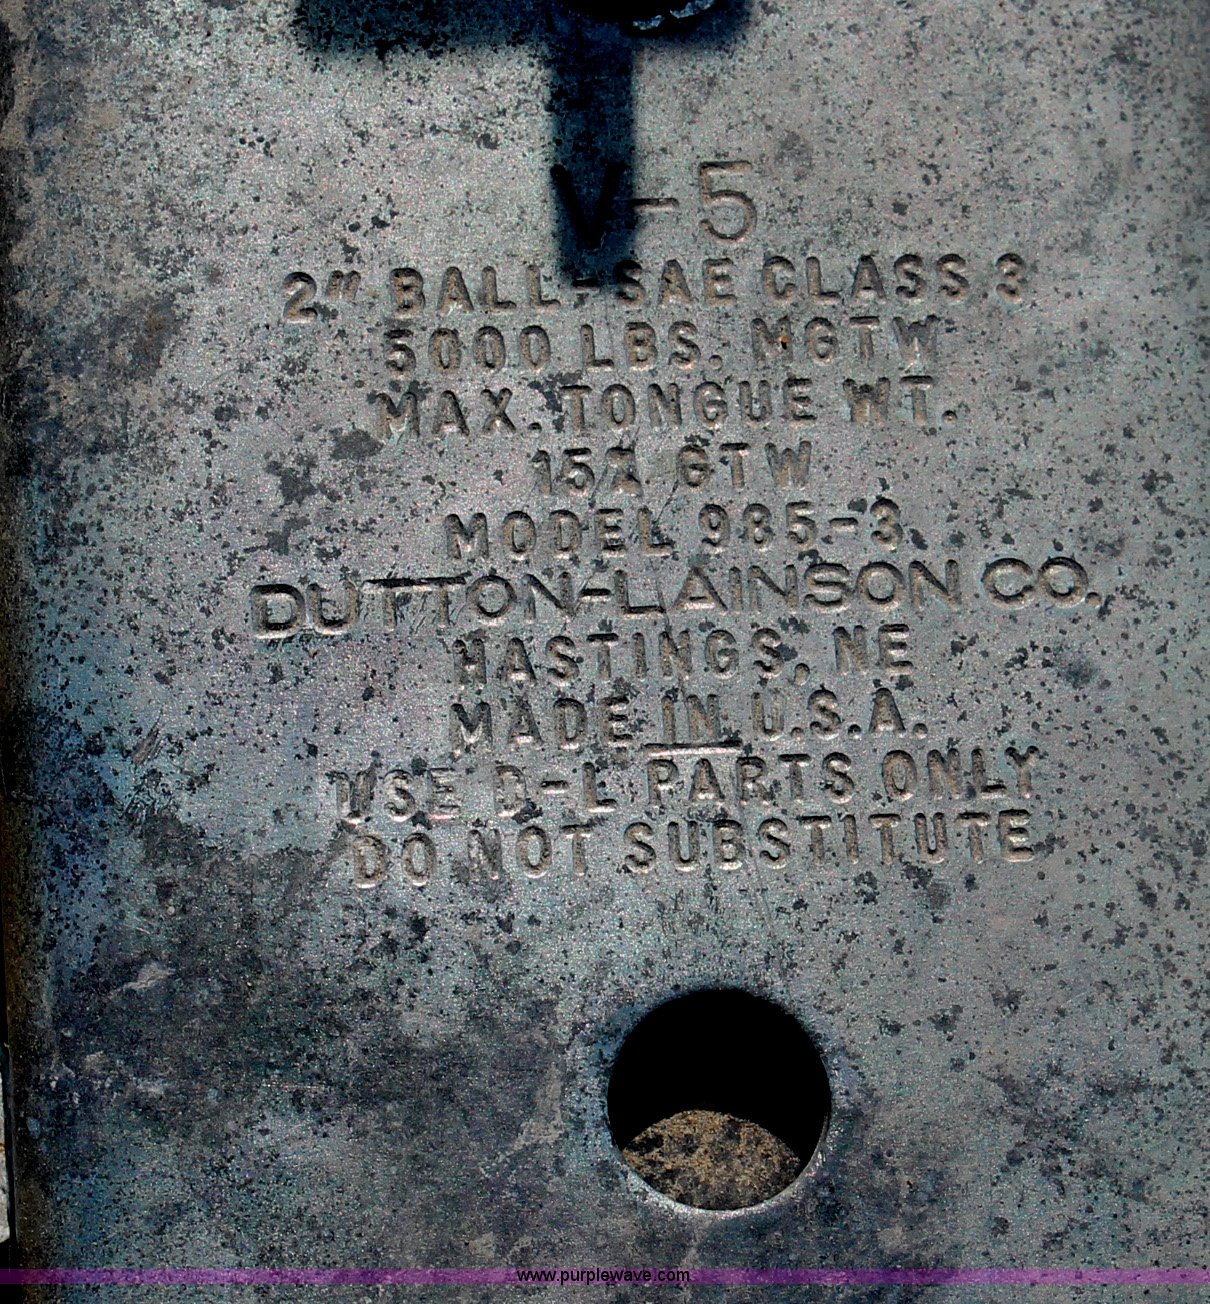 V-5
2" BALL-SAE CLASS 3
5000 LBS. MGTW
MAX. TONGUE WT.
15% GTW
MODEL 985-3
DUTTON-LAINSON CO.
HASTINGS, NE
MADE IN U.S.A.
USE D-L PARTS ONLY
DO NOT SUBSTITUTE
www.purplewave.com